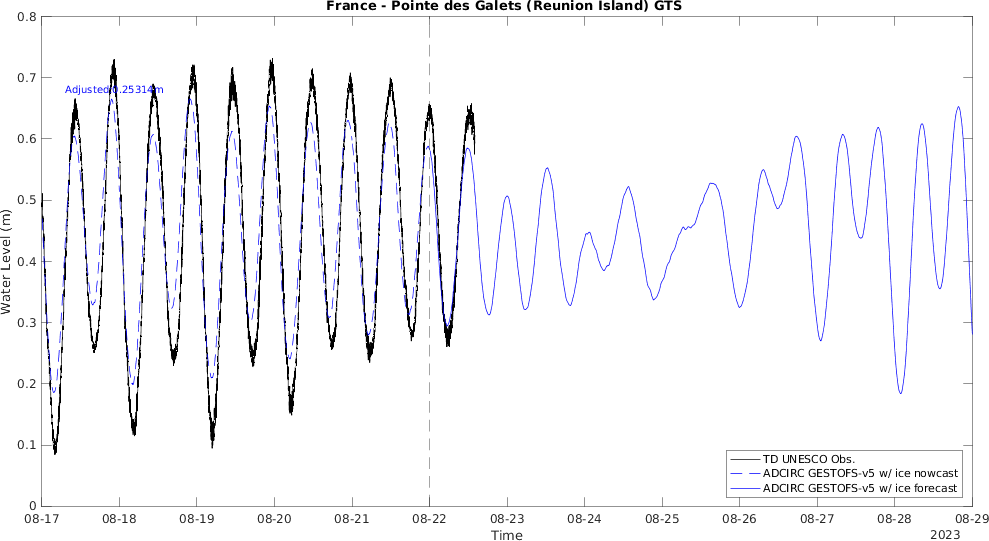 France - Pointe des Galets (Reunion Island) GTS
0.8
0.7
0.6
0.5
0.4
0.3
0.2
0.1
0
Water Level (m)
Adjusted 0.25314m
TD UNESCO Obs.
ADCIRC GESTOFS-v5 w/ ice nowcast
ADCIRC GESTOFS-v5 w/ ice forecast
08-17 08-18 08-19 08-20 08-21 08-22 08-23 08-24 08-25 08-26 08-27 08-28 08-29
Time
2023